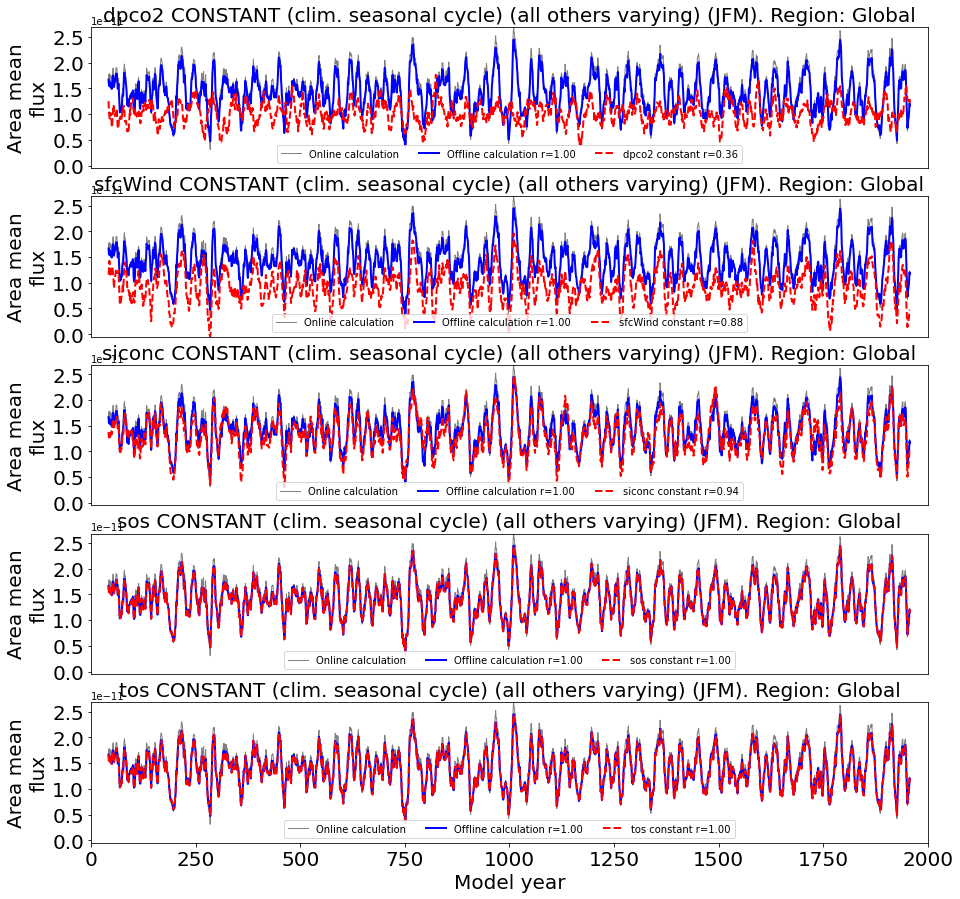 dpco2 CONSTANT (clim. seasonal cycle) (all others varying) (JFM). Region: Global
1e−11
Area mean
flux
2.5
2.0
1.5
1.0
0.5
0.0
Online calculation
Offline calculation r=1.00
dpco2 constant r=0.36
sfcWind CONSTANT (clim. seasonal cycle) (all others varying) (JFM). Region: Global
1e−11
Area mean
flux
2.5
2.0
1.5
1.0
0.5
0.0
Online calculation
Offline calculation r=1.00
sfcWind constant r=0.88
siconc CONSTANT (clim. seasonal cycle) (all others varying) (JFM). Region: Global
1e−11
Area mean
flux
2.5
2.0
1.5
1.0
0.5
0.0
Online calculation
Offline calculation r=1.00
siconc constant r=0.94
sos CONSTANT (clim. seasonal cycle) (all others varying) (JFM). Region: Global
1e−11
Area mean
flux
2.5
2.0
1.5
1.0
0.5
0.0
Online calculation
Offline calculation r=1.00
sos constant r=1.00
tos CONSTANT (clim. seasonal cycle) (all others varying) (JFM). Region: Global
1e−11
Area mean
flux
2.5
2.0
1.5
1.0
0.5
0.0
Online calculation
Offline calculation r=1.00
tos constant r=1.00
0 250 500 750 1000 1250 1500 1750 2000
Model year